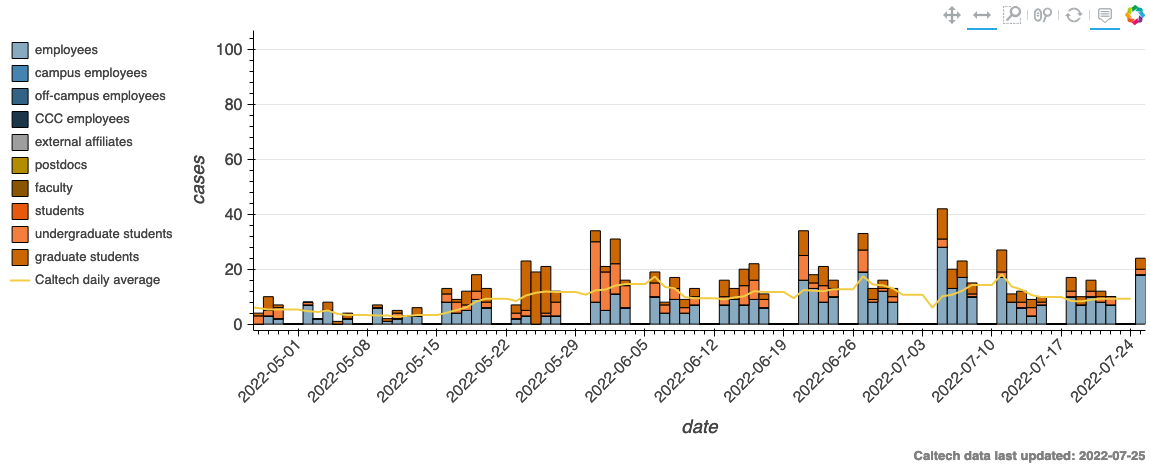 employees
campus employees
off-campus employees
CCC employees
external affiliates
postdocs
faculty
students
undergraduate students
graduate students
Caltech daily average
cases
100
80
60
40
20
0
2022-05-01
2022-05-08
2022-05-15
2022-05-22
2022-05-29
2022-06-05
2022-06-12
2022-06-19
2022-06-26
2022-07-03
2022-07-10
2022-07-17
2022-07-24
date
Caltech data last updated: 2022-07-25